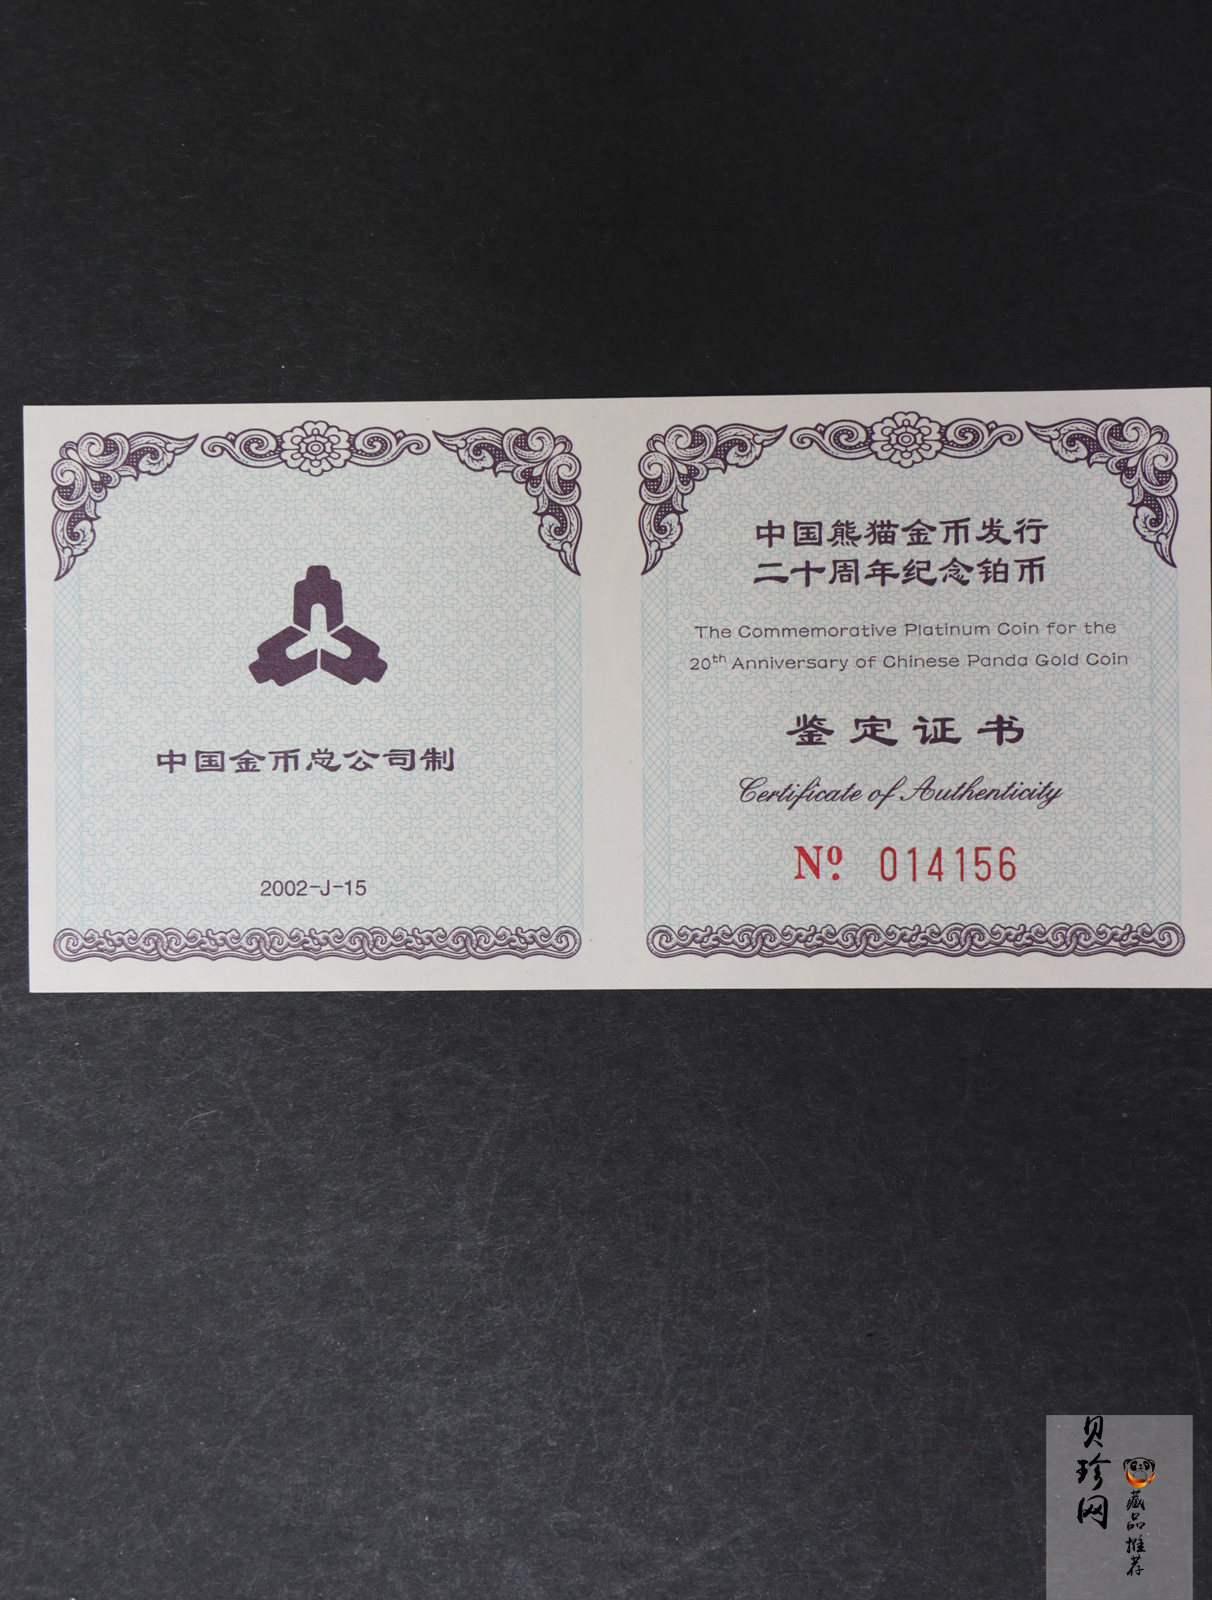 中国金币总公司制
2002-J-15
中国熊猫金币发行
二十周年纪念铂币
The Commemorative Platinum Coin for the
20th Anniversary of Chinese Panda Gold Coin
鉴定证书
Certificate of Authenticity
Nº. 014156
贝珍网
藏品推荐